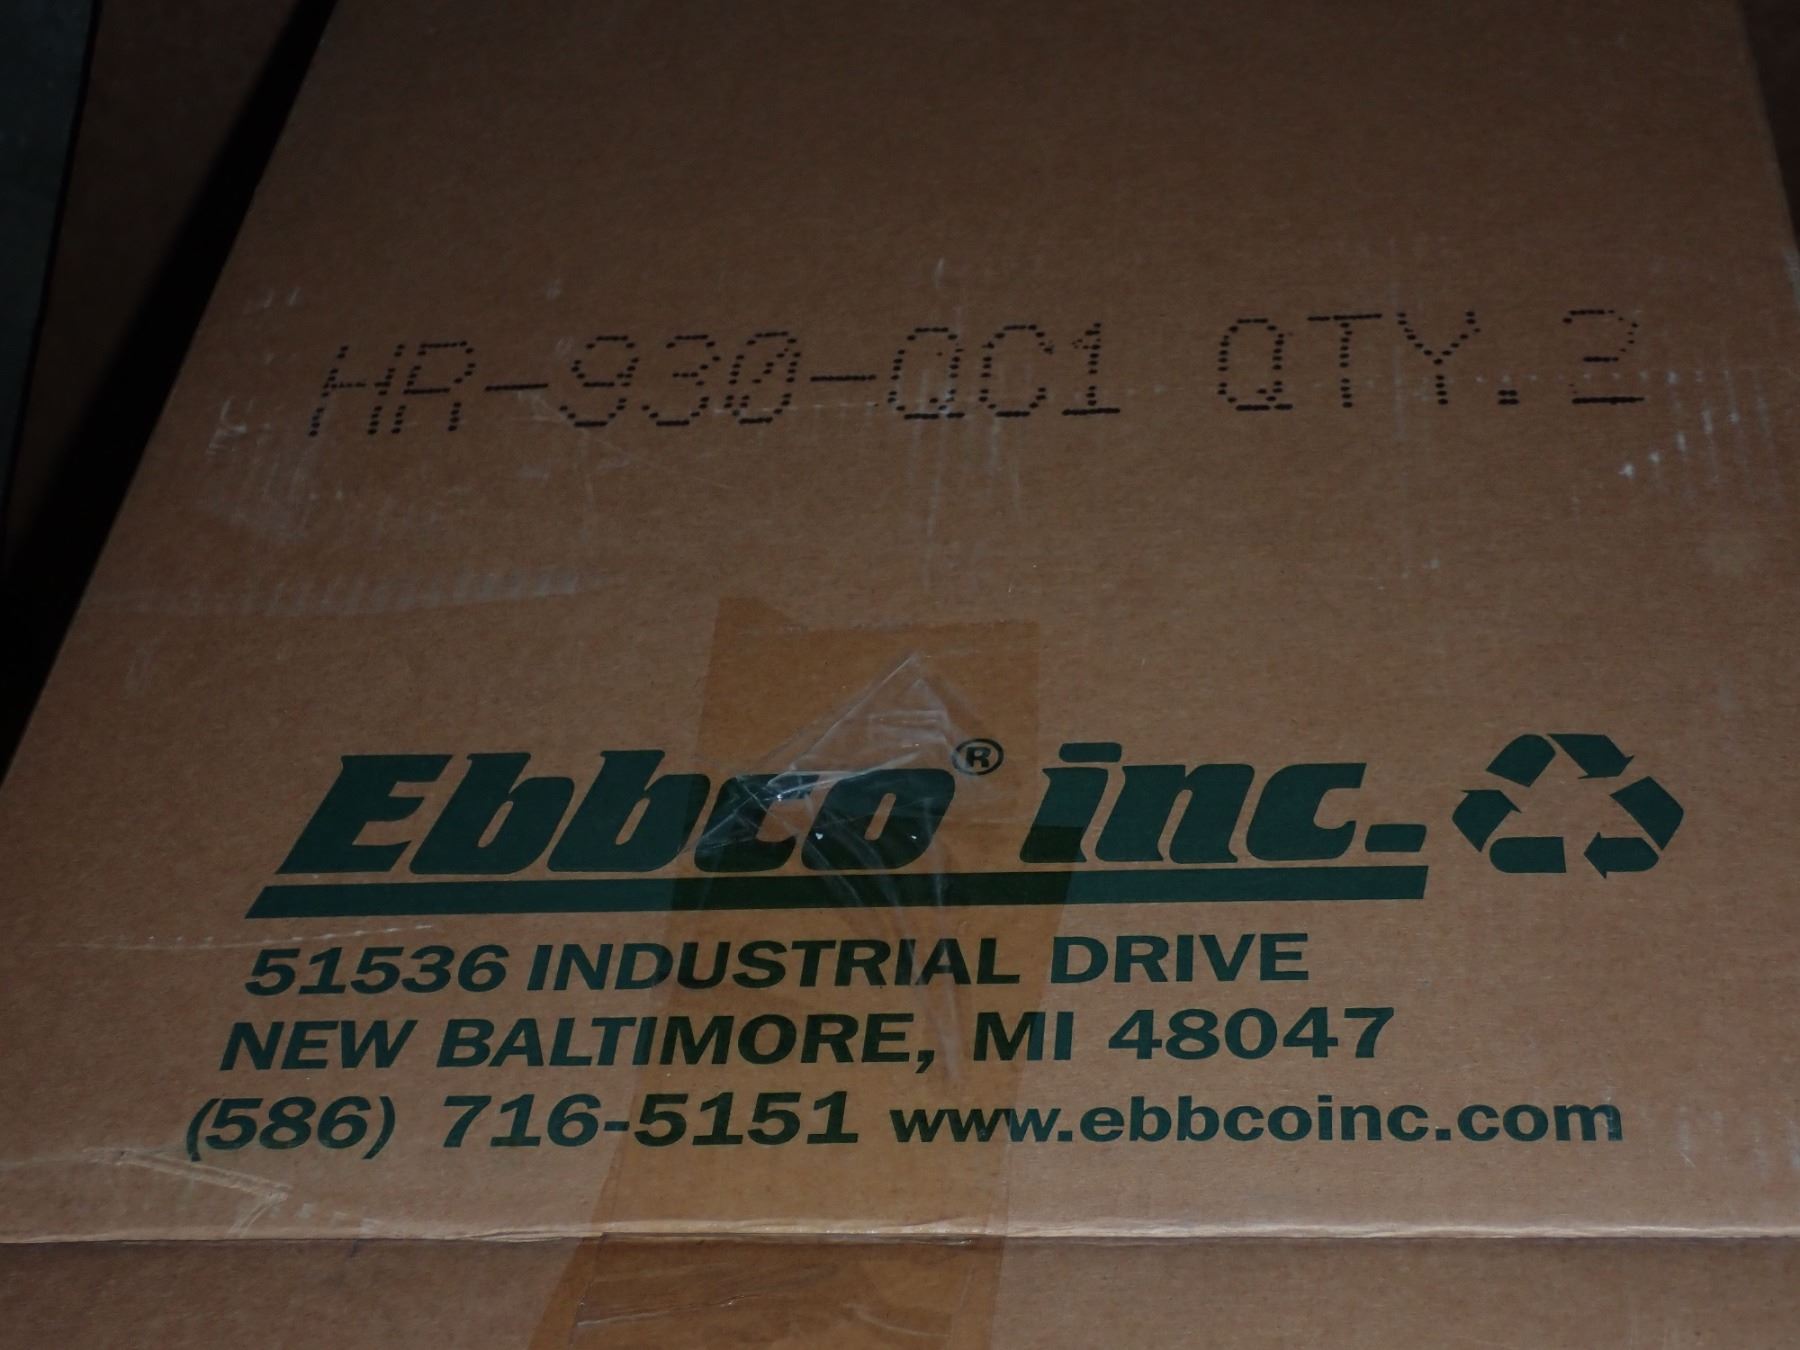 HR-930-QC1 QTY.2
Ebbco® inc.
51536 INDUSTRIAL DRIVE
NEW BALTIMORE, MI 48047
(586) 716-5151 www.ebbcoinc.com